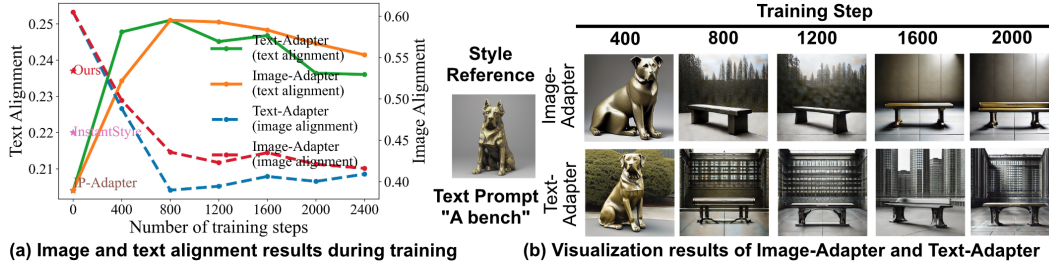 0.25
0.24
0.23
0.22
0.21
Text Alignment
Ours
InstantStyle
IP-Adapter
Text-Adapter
(text alignment)
Image-Adapter
(text alignment)
Text-Adapter
(image alignment)
Image-Adapter
(image alignment)
0.60
0.55
0.50
0.45
0.40
Image Alignment
0 400 800 1200 1600 2000 2400
Number of training steps
(a) Image and text alignment results during training
Style
Reference
Text Prompt
"A bench"
Training Step
400 800 1200 1600 2000
Image-
Adapter
Text-
Adapter
(b) Visualization results of Image-Adapter and Text-Adapter